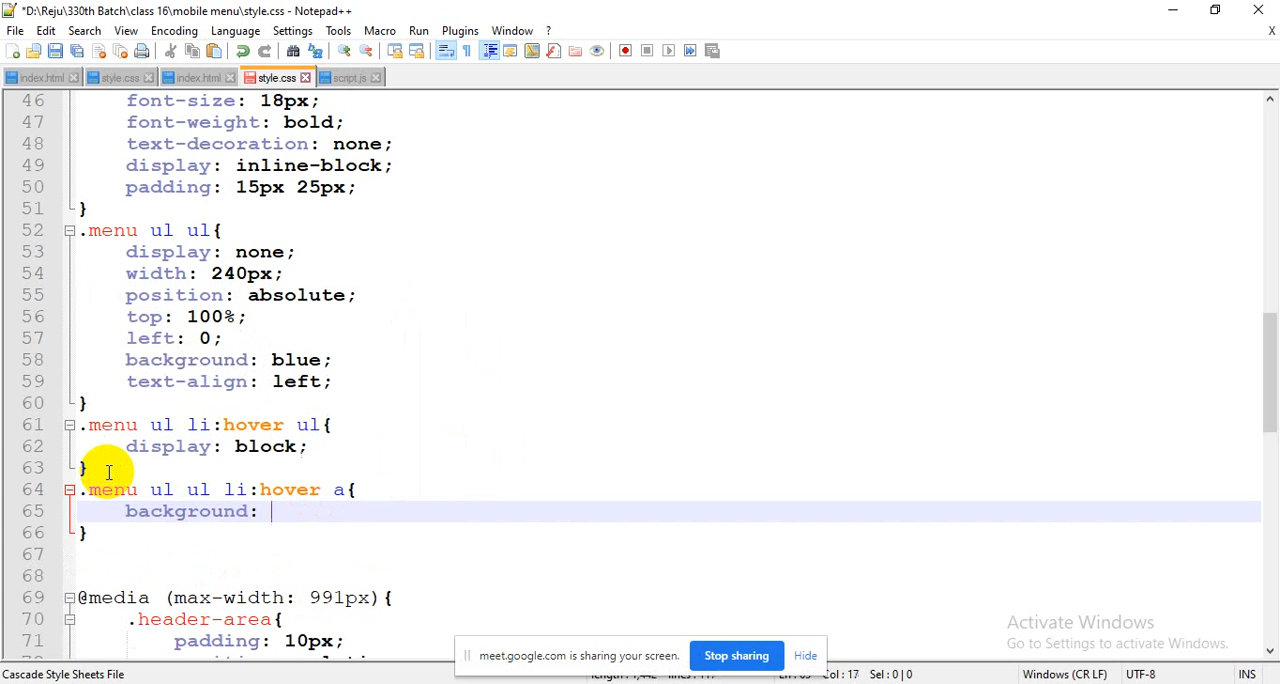 *D:\Reju\330th Batch\class 16\mobile menu\style.css - Notepad++
File Edit Search View Encoding Language Settings Tools Macro Run Plugins Window ? X
index.html style.css index.html style.css script.js
46 font-size: 18px;
47 font-weight: bold;
48 text-decoration: none;
49 display: inline-block;
50 padding: 15px 25px;
51 }
52 .menu ul ul{
53 display: none;
54 width: 240px;
55 position: absolute;
56 top: 100%;
57 left: 0;
58 background: blue;
59 text-align: left;
60 }
61 .menu ul li:hover ul{
62 display: block;
63 }
64 .menu ul ul li:hover a{
65 background:
66 }
67
68
69 @media (max-width: 991px){
70 .header-area{
71 padding: 10px;
Activate Windows
Go to Settings to activate Windows.
meet.google.com is sharing your screen. Stop sharing Hide
Cascade Style Sheets File Col: 17 Sel: 0 | 0 Windows (CR LF) UTF-8 INS